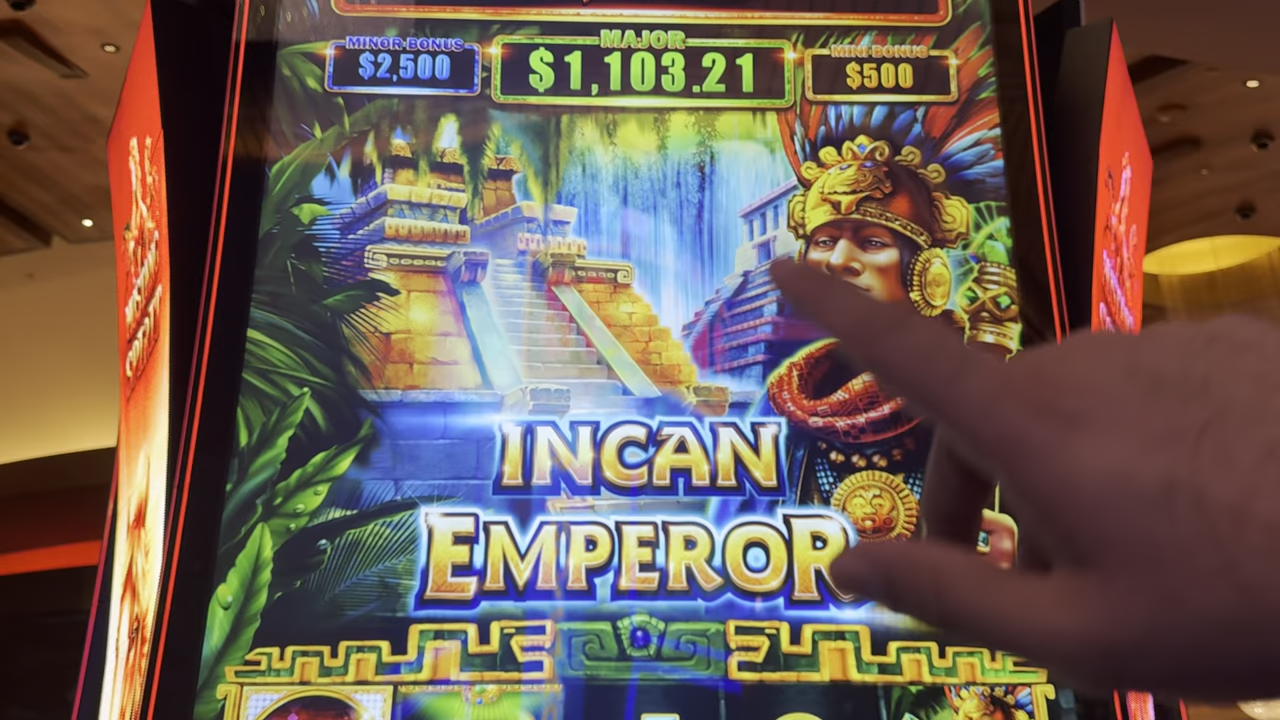 MINOR BONUS
$2,500
MAJOR
$1,103.21
MINI BONUS
$500
INCAN
EMPEROR